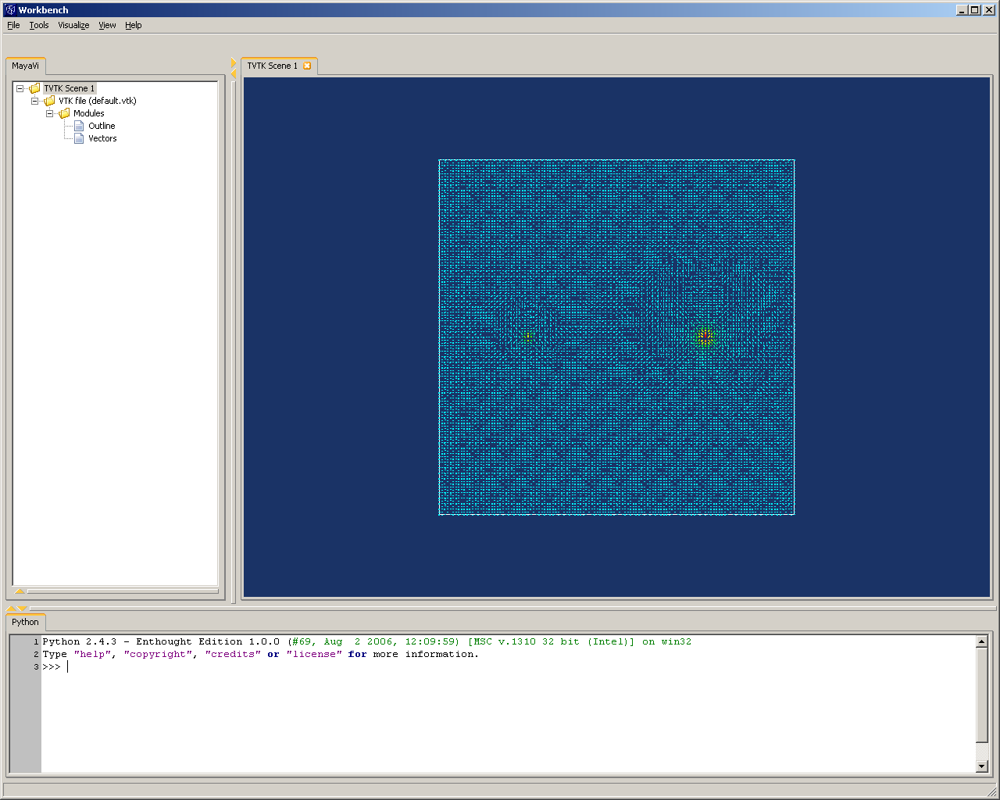 Workbench
File Tools Visualize View Help
MayaVi
TVTK Scene 1
VTK file (default.vtk)
Modules
Outline
Vectors
TVTK Scene 1
Python
1 Python 2.4.3 - Enthought Edition 1.0.0 (#69, Aug  2 2006, 12:09:59) [MSC v.1310 32 bit (Intel)] on win32
2 Type "help", "copyright", "credits" or "license" for more information.
3 >>>